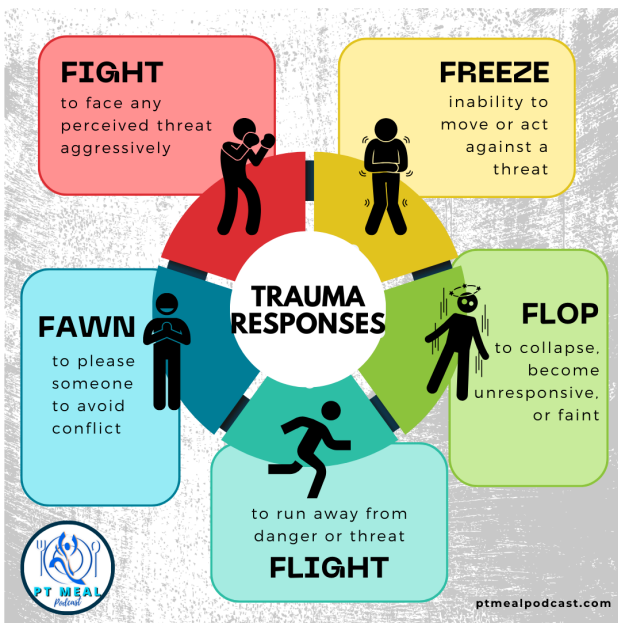 FIGHT
to face any
perceived threat
aggressively
FREEZE
inability to
move or act
against a
threat
TRAUMA
RESPONSES
FAWN
to please
someone
to avoid
conflict
FLOP
to collapse,
become
unresponsive,
or faint
to run away from
danger or threat
FLIGHT
PT MEAL
Podcast
ptmealpodcast.com